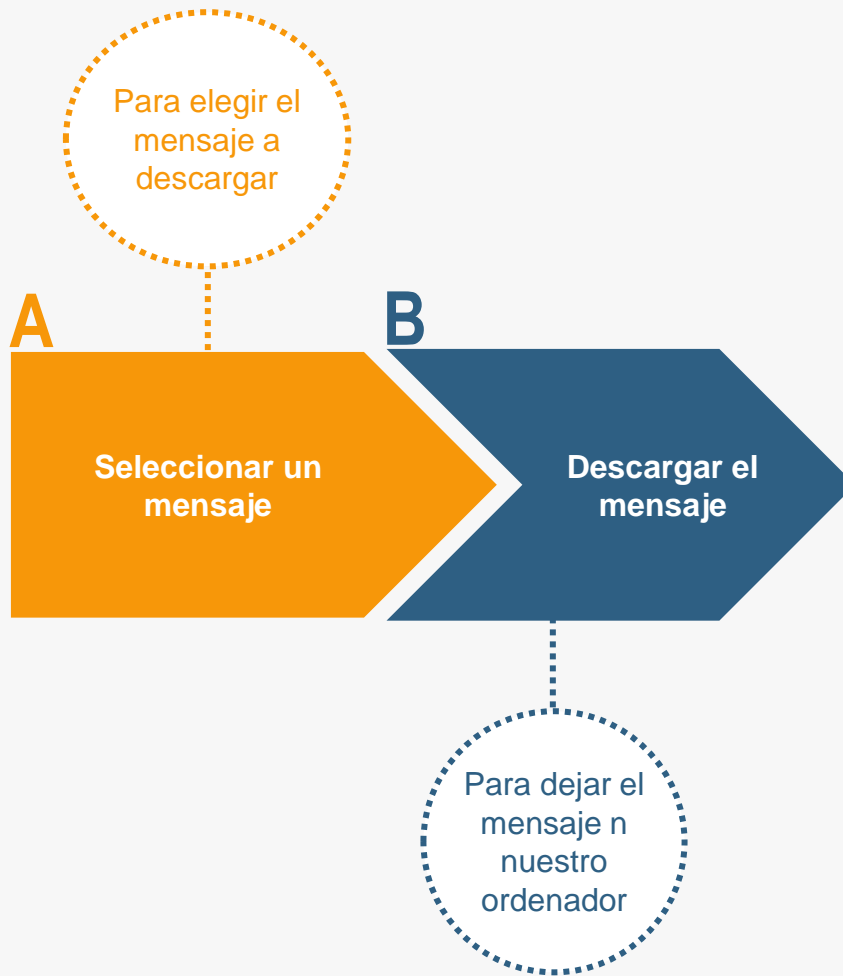 Para elegir el
mensaje a
descargar
A
B
Seleccionar un
mensaje
Descargar el
mensaje
Para dejar el
mensaje n
nuestro
ordenador